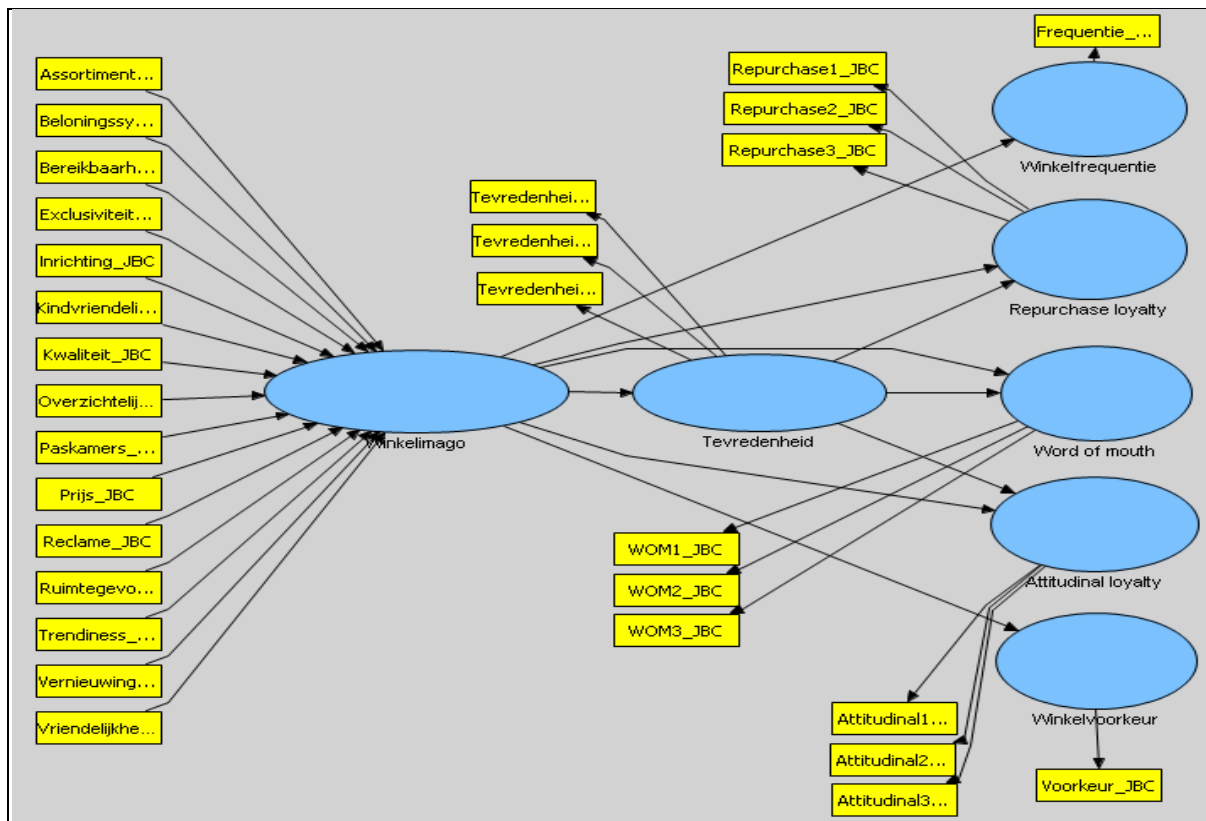 Assortiment...
Beloningssy...
Bereikbaarh...
Exclusiviteit...
Inrichting_JBC
Kindvriendeli...
Kwaliteit_JBC
Overzichtelij...
Paskamers_...
Prijs_JBC
Reclame_JBC
Ruimtegevo...
Trendiness_...
Vernieuwing...
Vriendelijkhe...
Winkelimago
Tevredenhei...
Tevredenhei...
Tevredenhei...
Tevredenheid
Repurchase1_JBC
Repurchase2_JBC
Repurchase3_JBC
WOM1_JBC
WOM2_JBC
WOM3_JBC
Frequentie_...
Winkelfrequentie
Repurchase loyalty
Word of mouth
Attitudinal loyalty
Winkelvoorkeur
Attitudinal1...
Attitudinal2...
Attitudinal3...
Voorkeur_JBC